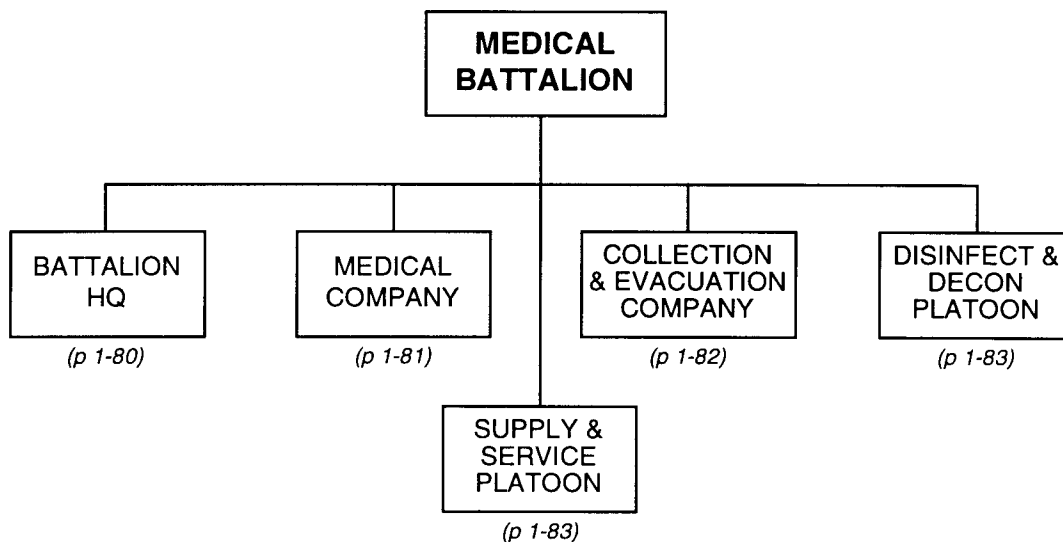 MEDICAL
BATTALION
BATTALION
HQ
(p 1-80)
MEDICAL
COMPANY
(p 1-81)
COLLECTION
& EVACUATION
COMPANY
(p 1-82)
DISINFECT &
DECON
PLATOON
(p 1-83)
SUPPLY &
SERVICE
PLATOON
(p 1-83)